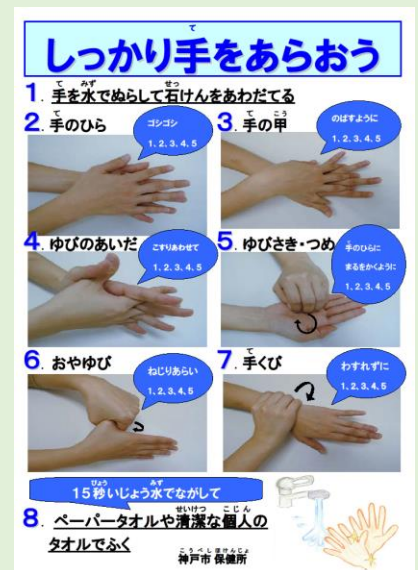 しっかり手をあらおう
1. 手を水でぬらして石けんをあわだてる
2. 手のひら
ゴシゴシ
1、2、3、4、5
3. 手の甲
のばすように
1、2、3、4、5
4. ゆびのあいだ
こすりあわせて
1、2、3、4、5
5. ゆびさき・つめ
手のひらに
まるをかくように
1、2、3、4、5
6. おやゆび
ねじりあらい
1、2、3、4、5
7. 手くび
わすれずに
1、2、3、4、5
15秒いじょう水でながして
8. ペーパータオルや清潔な個人の
タオルでふく
神戸市 保健所